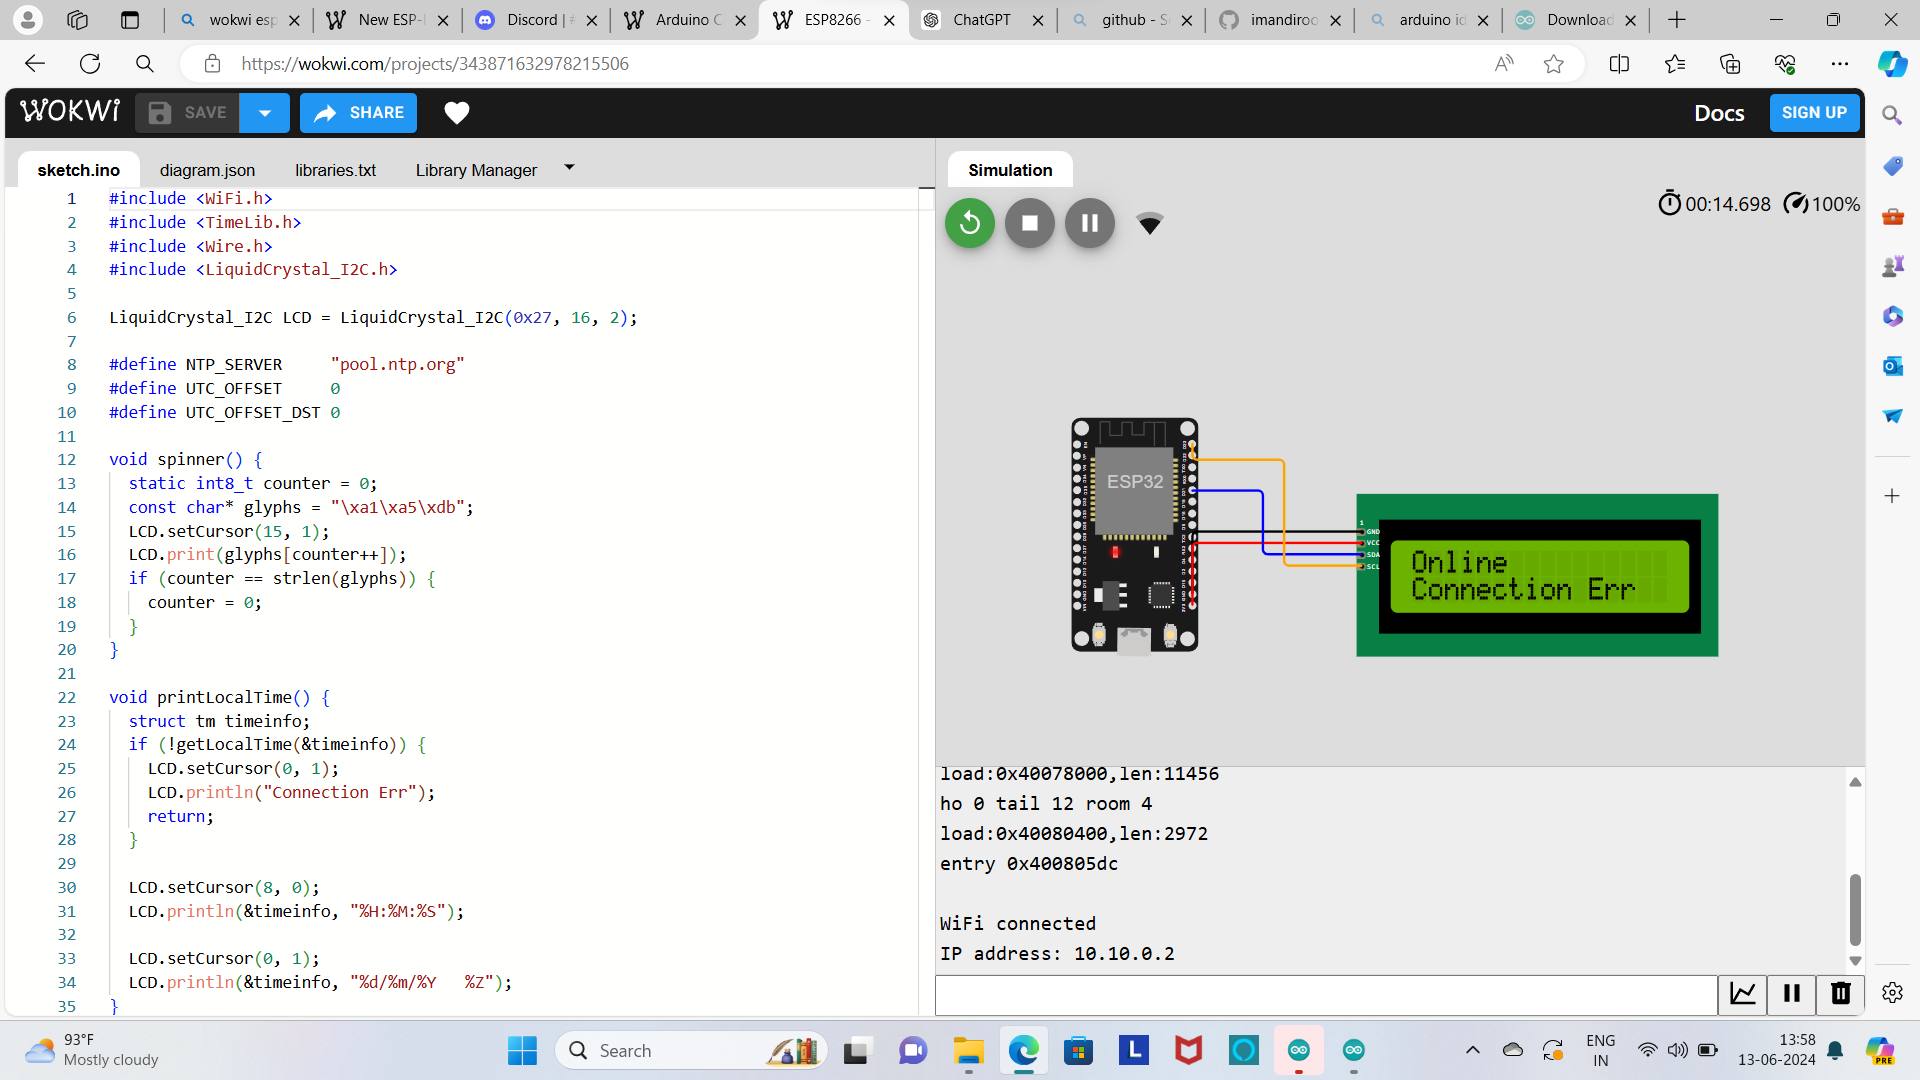 wokwi esp
New ESP-
Discord | #
Arduino C
ESP8266 -
ChatGPT
github - Se
imandiroo
arduino id
Download
https://wokwi.com/projects/343871632978215506
WOKWi
SAVE
SHARE
Docs
SIGN UP
sketch.ino
diagram.json
libraries.txt
Library Manager
Simulation
00:14.698
100%
1 #include <WiFi.h>
2 #include <TimeLib.h>
3 #include <Wire.h>
4 #include <LiquidCrystal_I2C.h>
5
6 LiquidCrystal_I2C LCD = LiquidCrystal_I2C(0x27, 16, 2);
7
8 #define NTP_SERVER     "pool.ntp.org"
9 #define UTC_OFFSET     0
10 #define UTC_OFFSET_DST 0
11
12 void spinner() {
13   static int8_t counter = 0;
14   const char* glyphs = "\xa1\xa5\xdb";
15   LCD.setCursor(15, 1);
16   LCD.print(glyphs[counter++]);
17   if (counter == strlen(glyphs)) {
18     counter = 0;
19   }
20 }
21
22 void printLocalTime() {
23   struct tm timeinfo;
24   if (!getLocalTime(&timeinfo)) {
25     LCD.setCursor(0, 1);
26     LCD.println("Connection Err");
27     return;
28   }
29
30   LCD.setCursor(8, 0);
31   LCD.println(&timeinfo, "%H:%M:%S");
32
33   LCD.setCursor(0, 1);
34   LCD.println(&timeinfo, "%d/%m/%Y   %Z");
35 }
ESP32
1
GND
VCC
SDA
SCL
Online
Connection Err
load:0x40078000,len:11456
ho 0 tail 12 room 4
load:0x40080400,len:2972
entry 0x400805dc
WiFi connected
IP address: 10.10.0.2
93°F
Mostly cloudy
Search
L
ENG
IN
13:58
13-06-2024
PRE